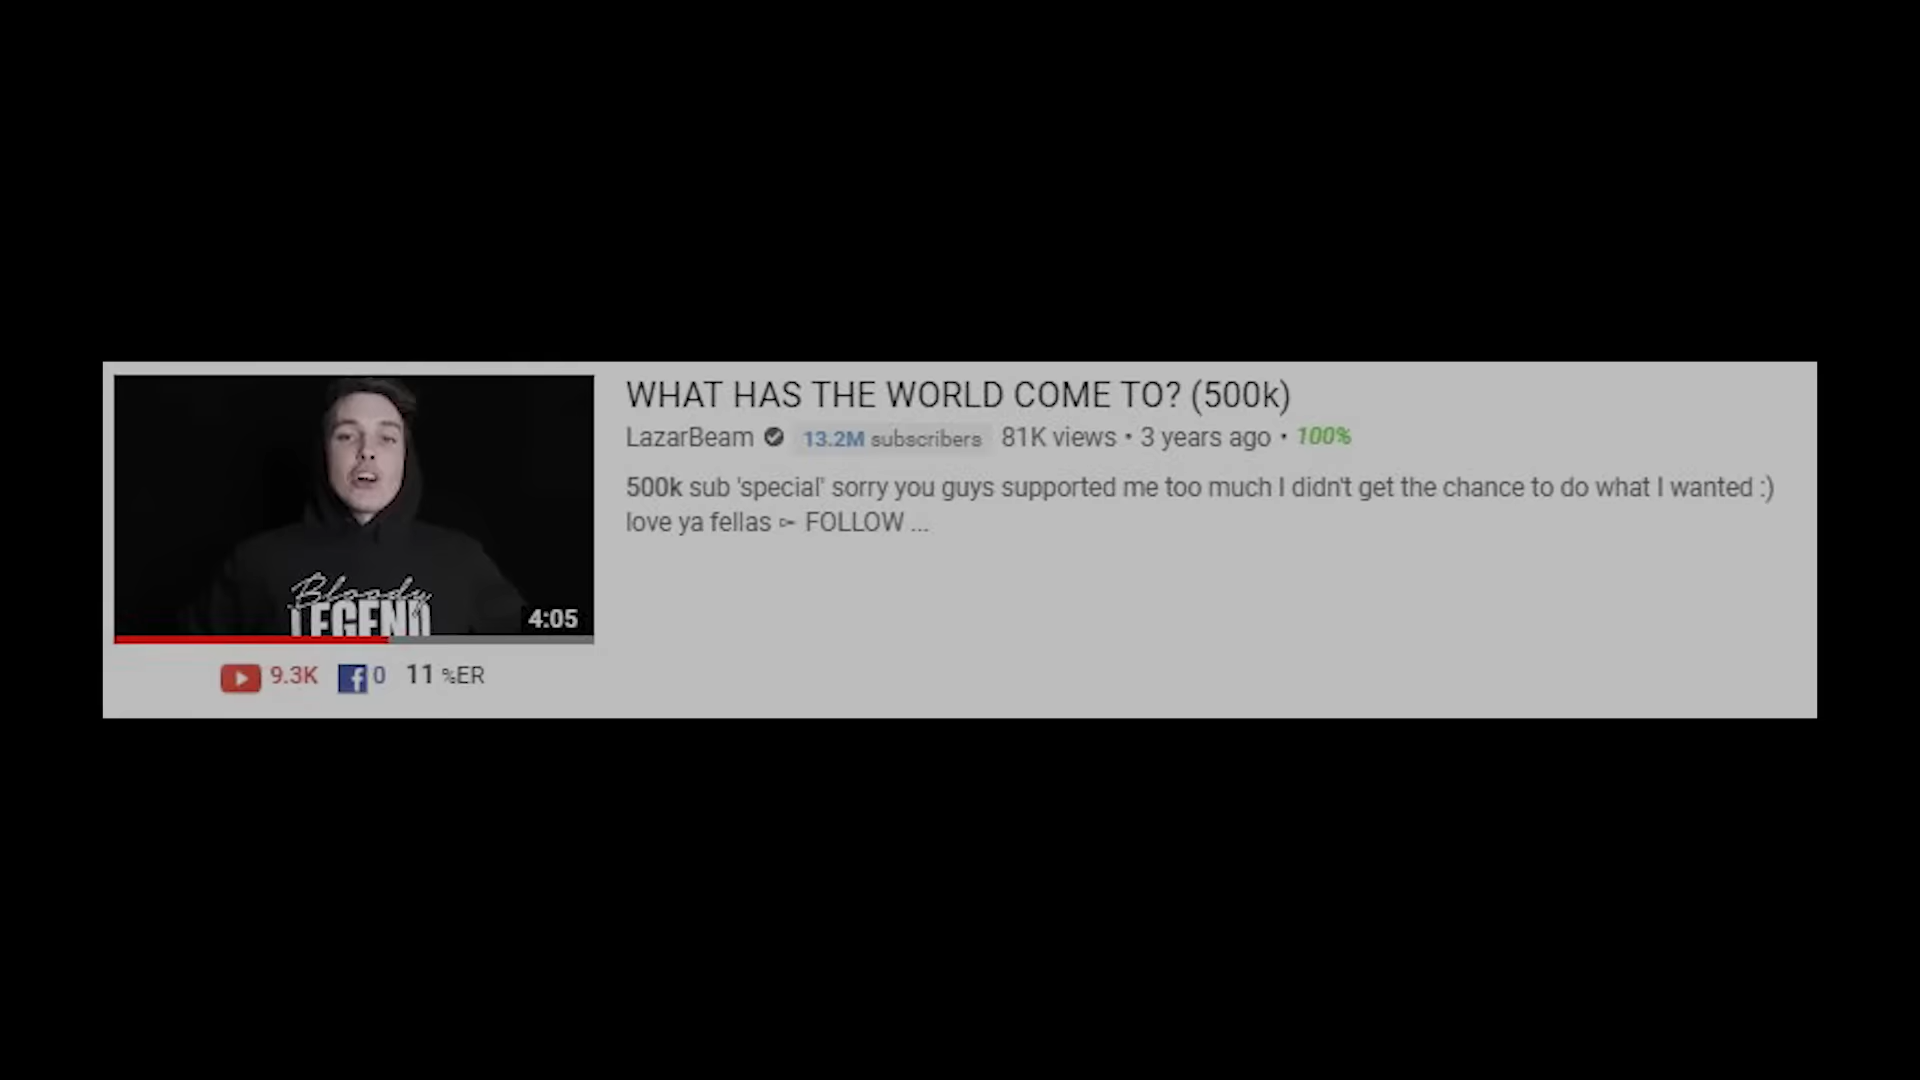 WHAT HAS THE WORLD COME TO? (500k)
LazarBeam 13.2M subscribers 81K views • 3 years ago • 100%
500k sub 'special' sorry you guys supported me too much I didn't get the chance to do what I wanted :)
love ya fellas ▻ FOLLOW ...
Bloody
LEGEND
4:05
9.3K 0 11 %ER